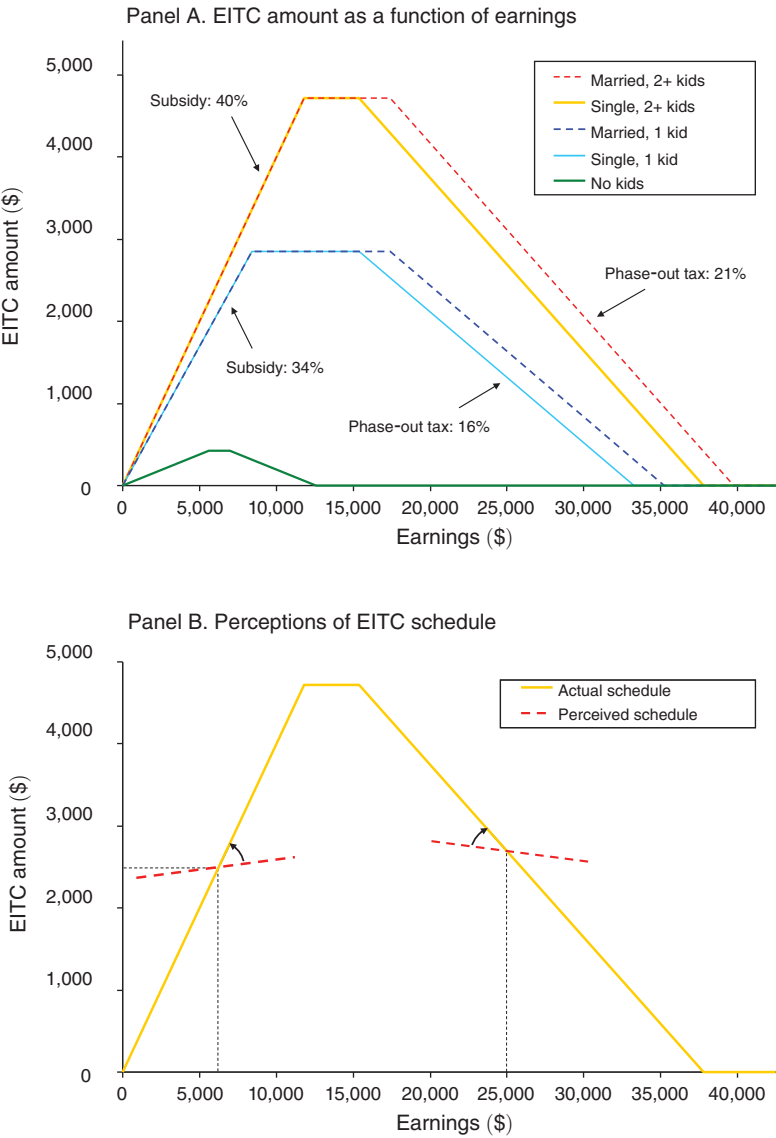 Panel A. EITC amount as a function of earnings
EITC amount ($)
5,000
4,000
3,000
2,000
1,000
0
Subsidy: 40%
Married, 2+ kids
Single, 2+ kids
Married, 1 kid
Single, 1 kid
No kids
Phase-out tax: 21%
Subsidy: 34%
Phase-out tax: 16%
0 5,000 10,000 15,000 20,000 25,000 30,000 35,000 40,000
Earnings ($)
Panel B. Perceptions of EITC schedule
EITC amount ($)
5,000
4,000
3,000
2,000
1,000
0
Actual schedule
Perceived schedule
0 5,000 10,000 15,000 20,000 25,000 30,000 35,000 40,000
Earnings ($)